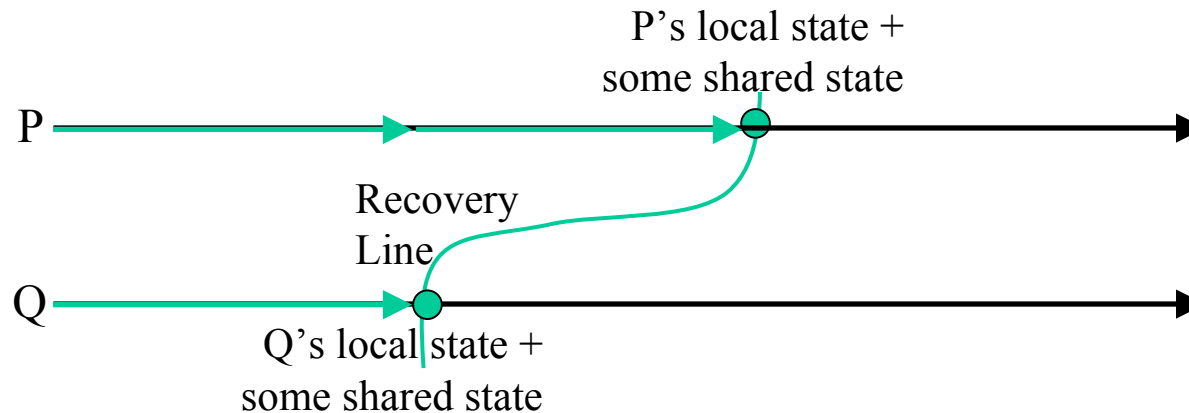 P's local state +
some shared state
P
Recovery
Line
Q
Q's local state +
some shared state